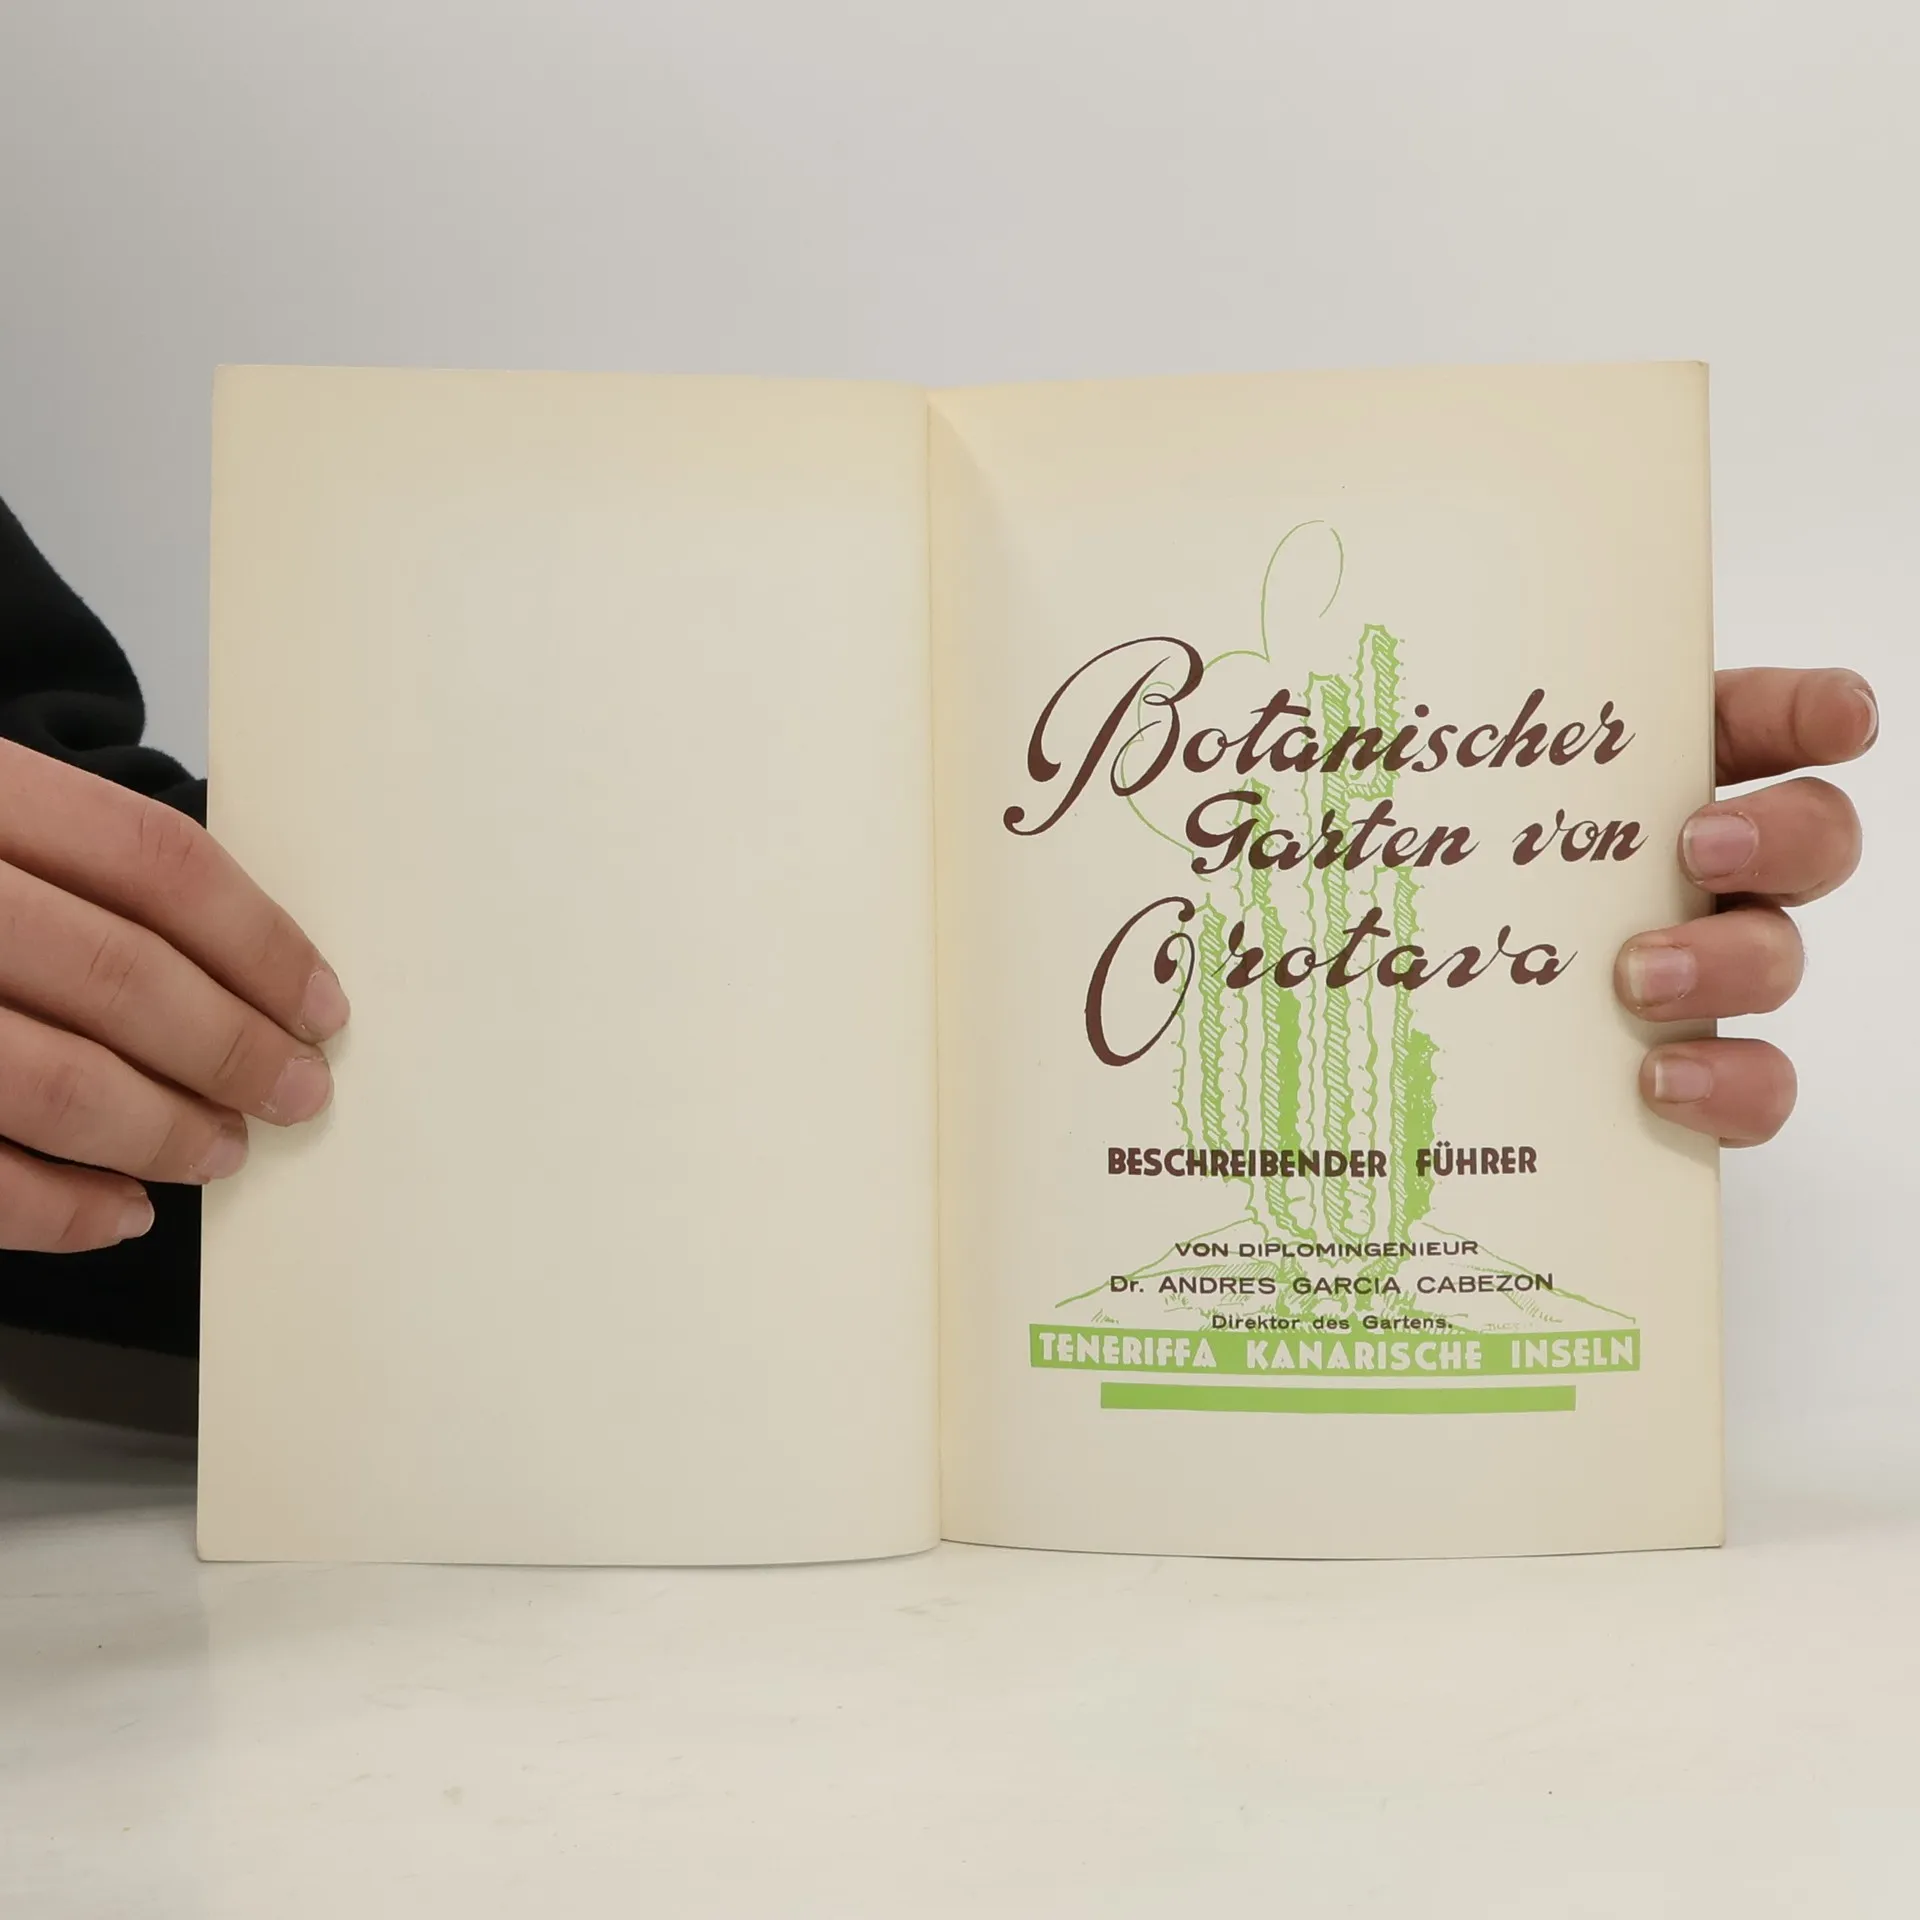 Botanischer
Garten von
Orotava
BESCHREIBENDER FÜHRER
VON DIPLOMINGENIEUR
Dr. ANDRES GARCIA CABEZON
Direktor des Gartens.
TENERIFFA KANARISCHE INSELN